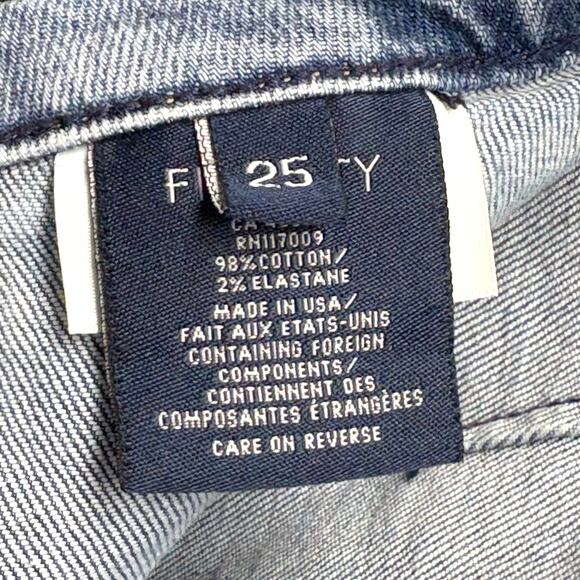 25
RN117009
98%COTTON/
2% ELASTANE
MADE IN USA/
FAIT AUX ETATS-UNIS
CONTAINING FOREIGN
COMPONENTS/
CONTIENNENT DES
COMPOSANTES ÉTRANGÈRES
CARE ON REVERSE